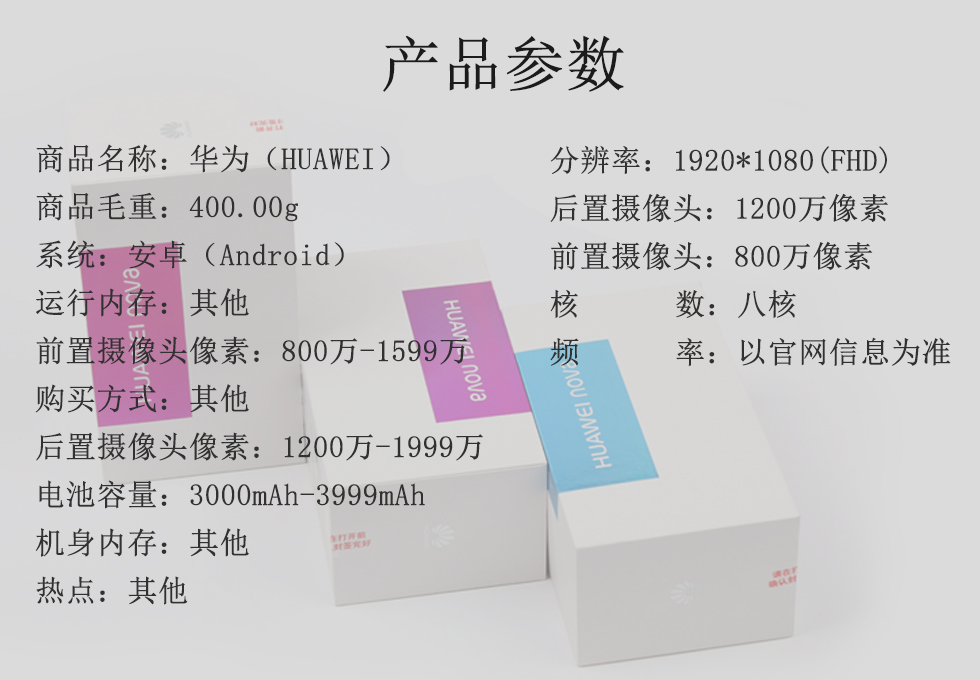 产品参数
商品名称：华为（HUAWEI）
商品毛重：400.00g
系统：安卓（Android）
运行内存：其他
前置摄像头像素：800万-1599万
购买方式：其他
后置摄像头像素：1200万-1999万
电池容量：3000mAh-3999mAh
机身内存：其他
热点：其他
分辨率：1920*1080(FHD)
后置摄像头：1200万像素
前置摄像头：800万像素
核 数：八核
频 率：以官网信息为准
HUAWEI nova
HUAWEI nova
HUAWEI nova